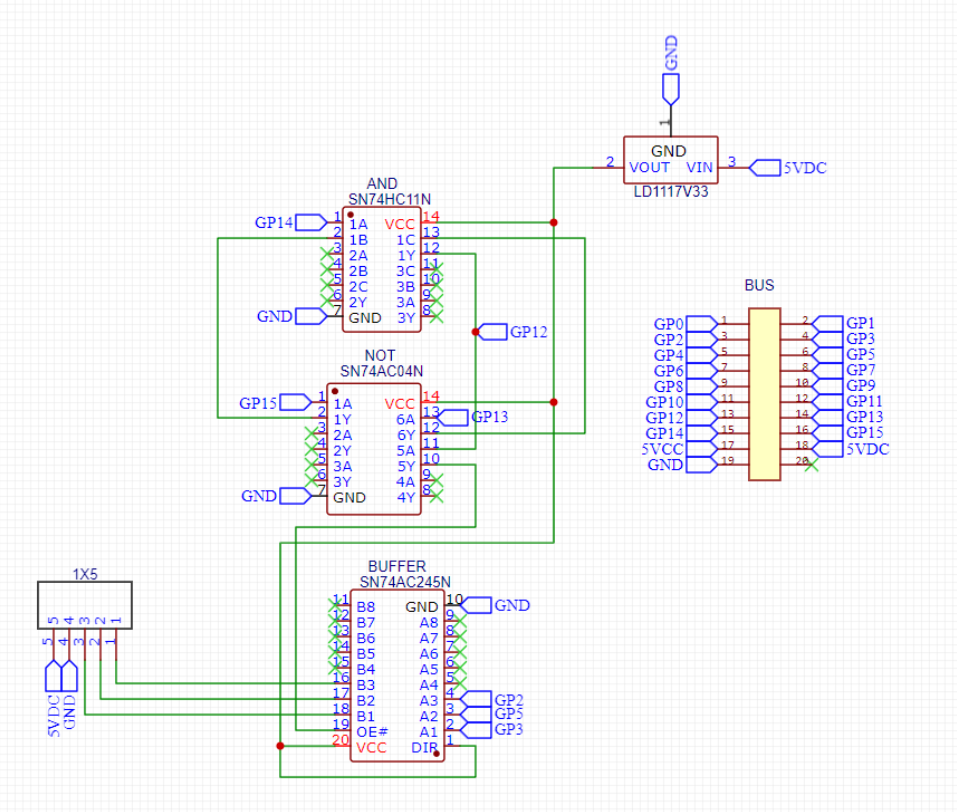 GND
1
GND
2 VOUT VIN 3 5VDC
LD1117V33
AND
SN74HC11N
GP14 1 1A VCC 14
2 1B 1C 13
3 2A 1Y 12
4 2B 3C 11
5 2C 3B 10
6 2Y 3A 9
GND 7 GND 3Y 8
GP12
NOT
SN74AC04N
GP15 1 1A VCC 14
2 1Y 6A 13 GP13
3 2A 6Y 12
4 2Y 5A 11
5 3A 5Y 10
6 3Y 4A 9
GND 7 GND 4Y 8
BUS
GP0 1 2 GP1
GP2 3 4 GP3
GP4 5 6 GP5
GP6 7 8 GP7
GP8 9 10 GP9
GP10 11 12 GP11
GP12 13 14 GP13
GP14 15 16 GP15
5VCC 17 18 5VDC
GND 19 20
BUFFER
SN74AC245N
11 B8 GND 10 GND
12 B7 A8 9
13 B6 A7 8
14 B5 A6 7
15 B4 A5 6
16 B3 A4 5
17 B2 A3 4 GP2
18 B1 A2 3 GP5
19 OE# A1 2 GP3
20 VCC DIR 1
1X5
5 4 3 2 1
5 4 3 2 1
5VDC
GND